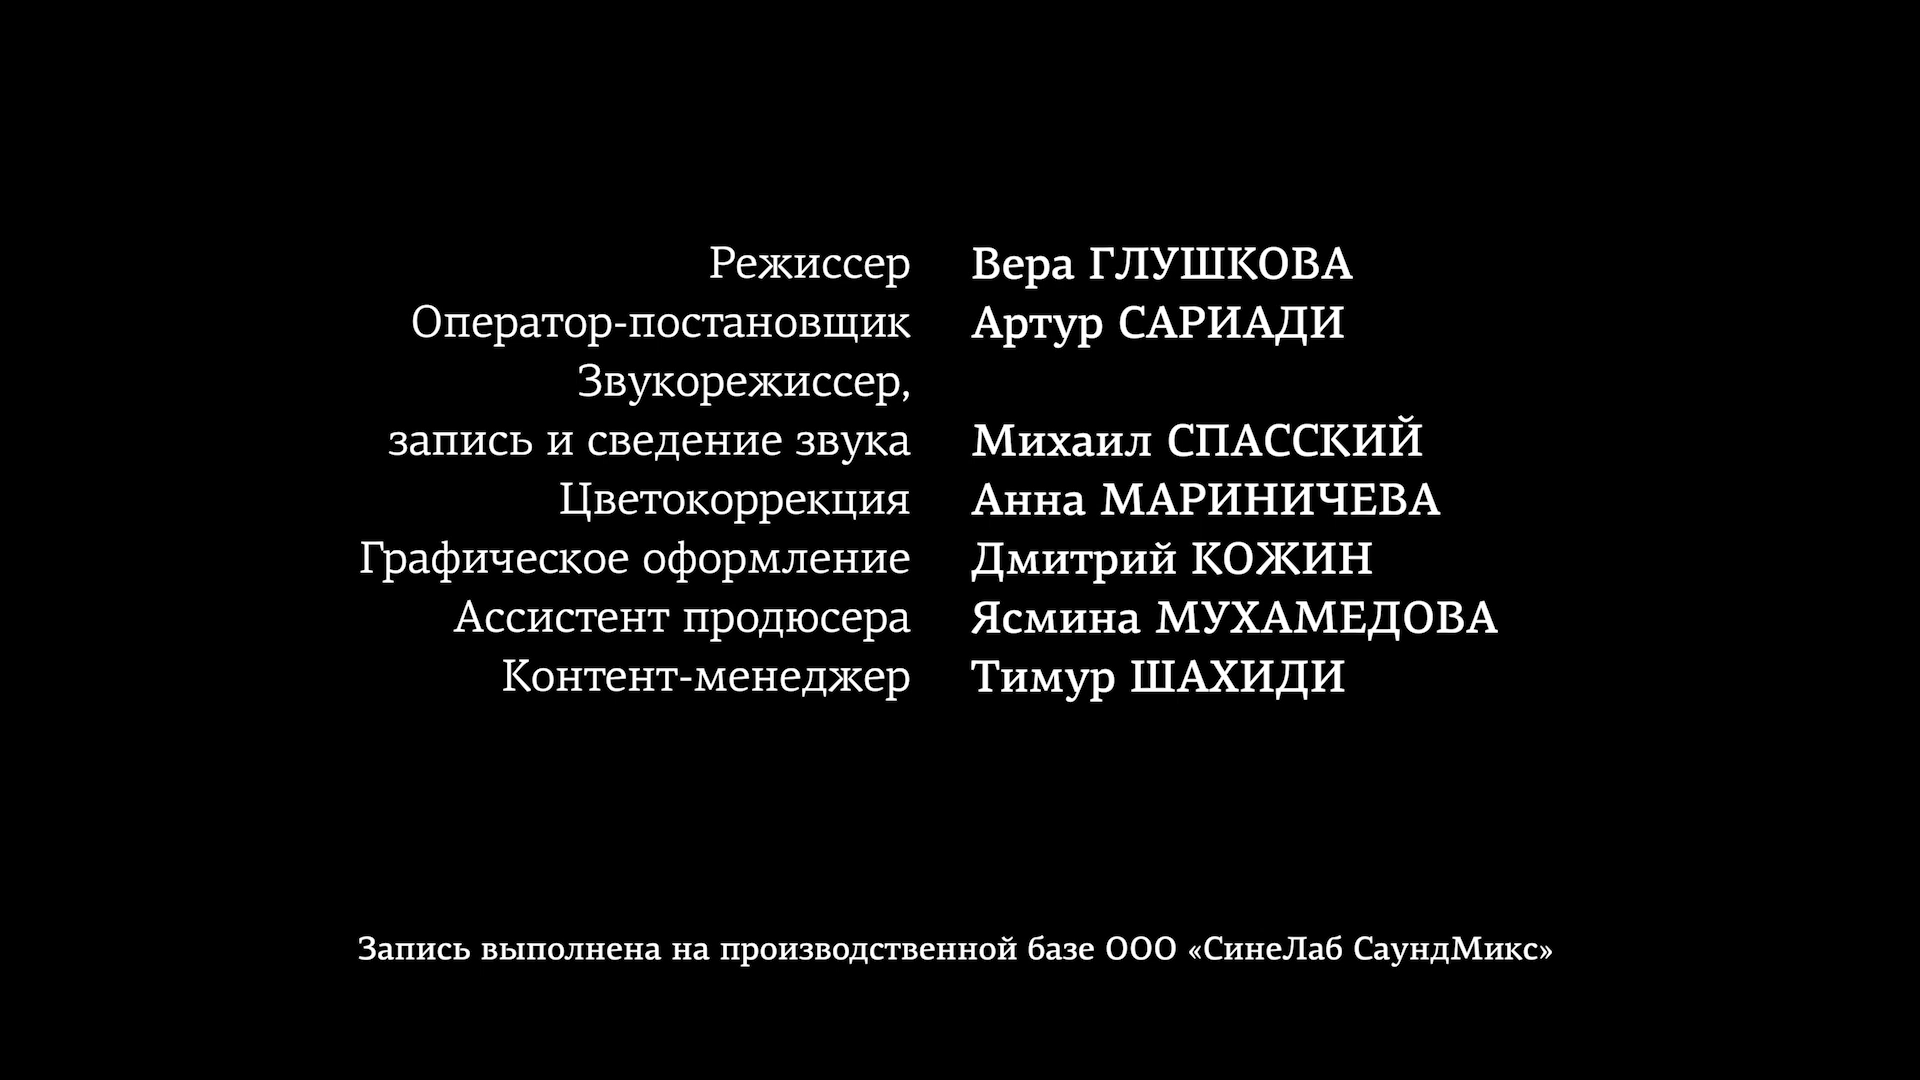 Режиссер Вера ГЛУШКОВА
Оператор-постановщик Артур САРИАДИ
Звукорежиссер,
запись и сведение звука Михаил СПАССКИЙ
Цветокоррекция Анна МАРИНИЧЕВА
Графическое оформление Дмитрий КОЖИН
Ассистент продюсера Ясмина МУХАМЕДОВА
Контент-менеджер Тимур ШАХИДИ
Запись выполнена на производственной базе ООО «СинеЛаб СаундМикс»